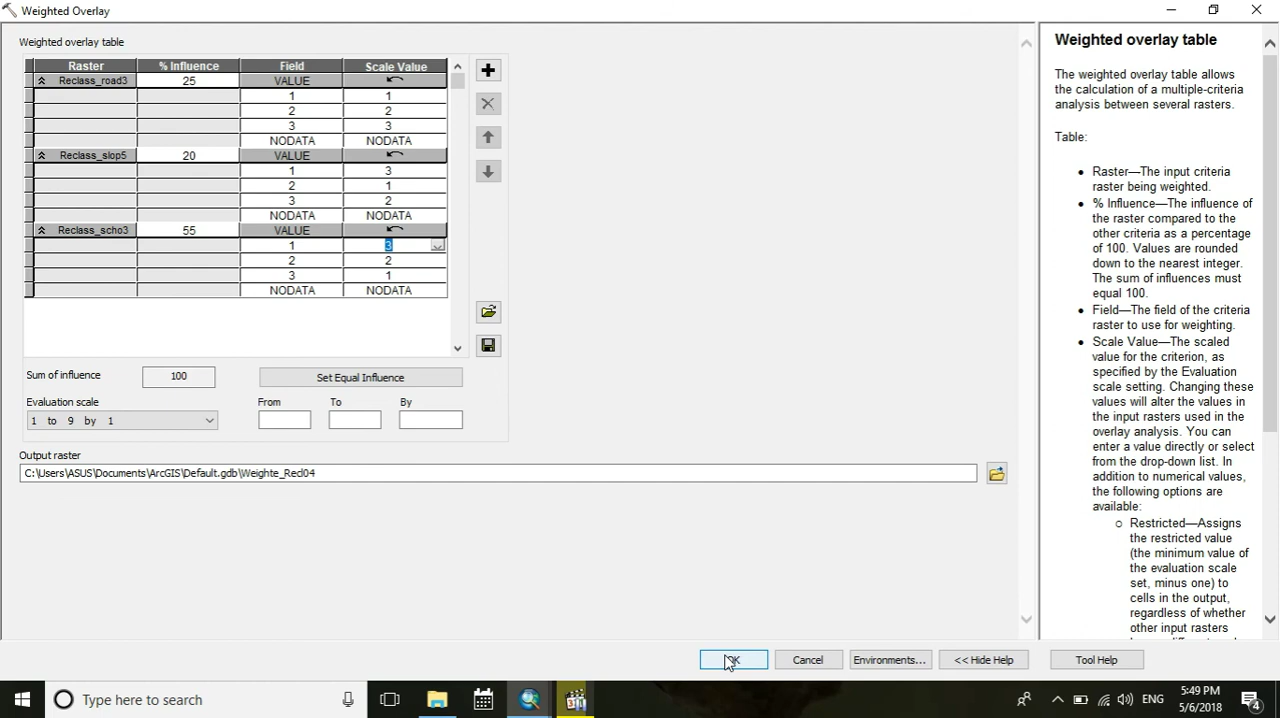 Weighted Overlay
Weighted overlay table
Raster % Influence Field Scale Value
Reclass_road3 25 VALUE
1 1
2 2
3 3
NODATA NODATA
Reclass_slop5 20 VALUE
1 3
2 1
3 2
NODATA NODATA
Reclass_scho3 55 VALUE
1 3
2 2
3 1
NODATA NODATA
Sum of influence 100 Set Equal Influence
Evaluation scale From To By
1 to 9 by 1
Output raster
C:\Users\ASUS\Documents\ArcGIS\Default.gdb\Weighte_Recl04
OK Cancel Environments... << Hide Help Tool Help
Weighted overlay table
The weighted overlay table allows
the calculation of a multiple-criteria
analysis between several rasters.
Table:
• Raster—The input criteria
raster being weighted.
• % Influence—The influence of
the raster compared to the
other criteria as a percentage
of 100. Values are rounded
down to the nearest integer.
The sum of influences must
equal 100.
• Field—The field of the criteria
raster to use for weighting.
• Scale Value—The scaled
value for the criterion, as
specified by the Evaluation
scale setting. Changing these
values will alter the values in
the input rasters used in the
overlay analysis. You can
enter a value directly or select
from the drop-down list. In
addition to numerical values,
the following options are
available:
○ Restricted—Assigns
the restricted value
(the minimum value of
the evaluation scale
set, minus one) to
cells in the output,
regardless of whether
other input rasters
Type here to search
ENG
5:49 PM
5/6/2018
4